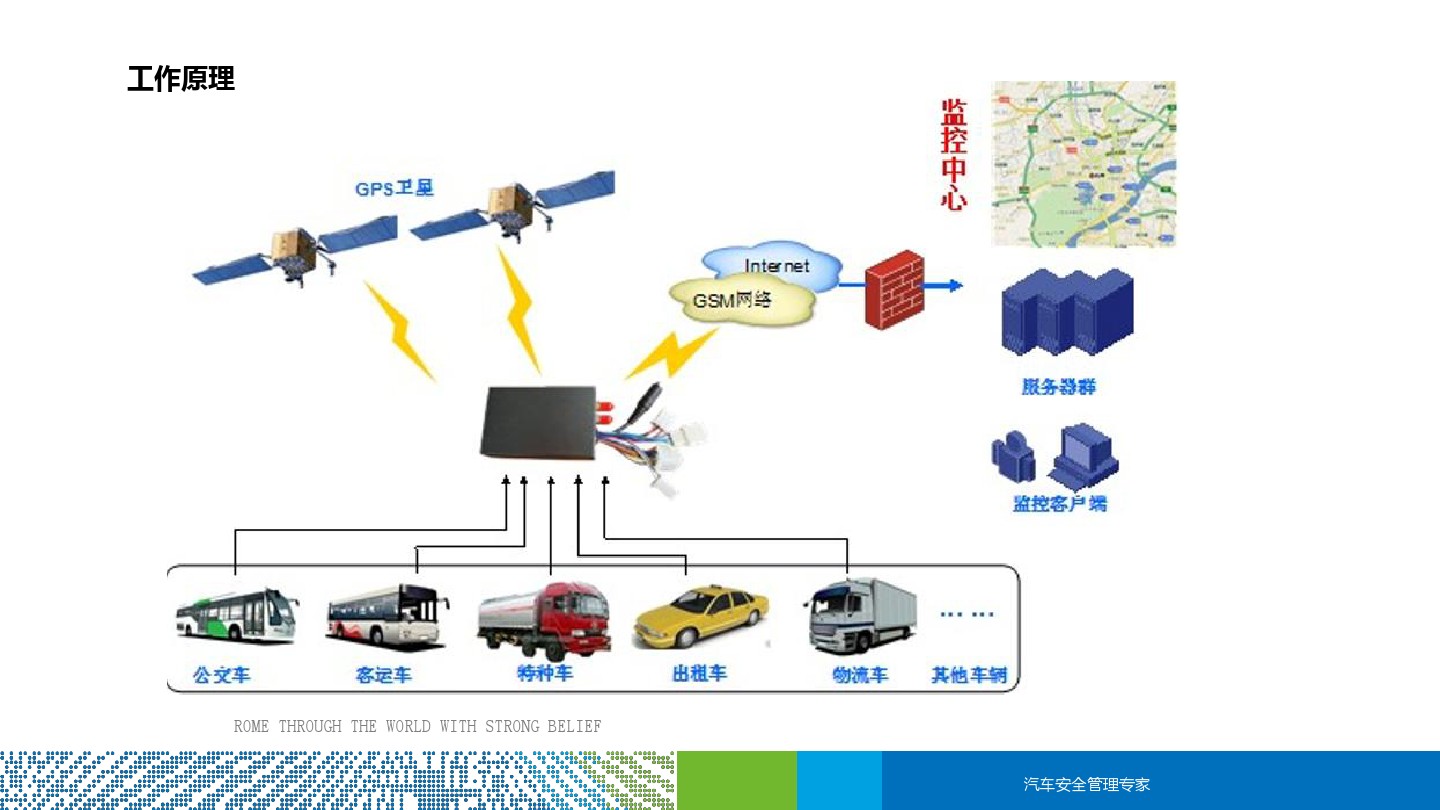 工作原理
监控中心
GPS卫星
Internet
GSM网络
服务器群
监控客户端
公交车
客运车
特种车
出租车
物流车
……
其他车辆
ROME THROUGH THE WORLD WITH STRONG BELIEF
汽车安全管理专家